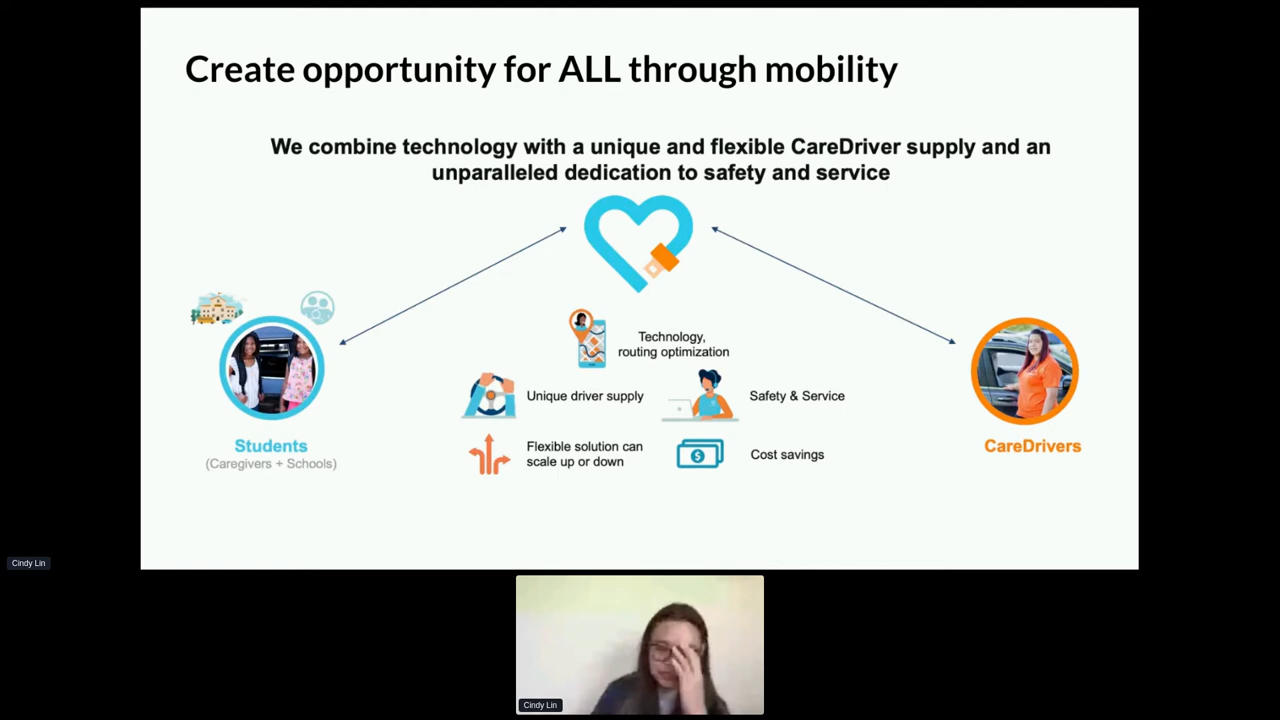 Create opportunity for ALL through mobility
We combine technology with a unique and flexible CareDriver supply and an
unparalleled dedication to safety and service
Technology,
routing optimization
Unique driver supply
Safety & Service
Flexible solution can
scale up or down
Cost savings
Students
(Caregivers + Schools)
CareDrivers
Cindy Lin
Cindy Lin